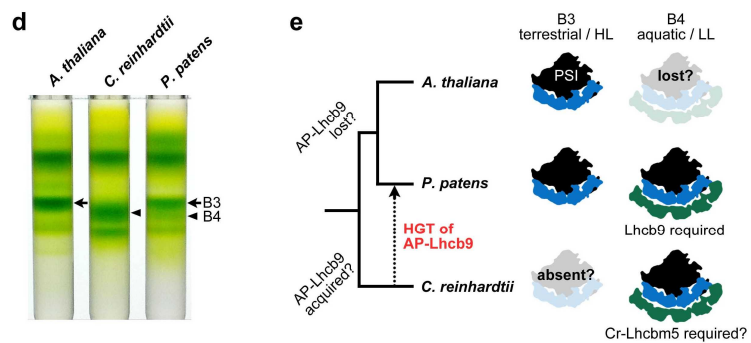 d
A. thaliana
C. reinhardtii
P. patens
B3
B4
e
B3
terrestrial / HL
B4
aquatic / LL
AP-Lhcb9
lost?
A. thaliana
PSI
lost?
P. patens
Lhcb9 required
HGT of
AP-Lhcb9
AP-Lhcb9
acquired?
C. reinhardtii
absent?
Cr-Lhcbm5 required?